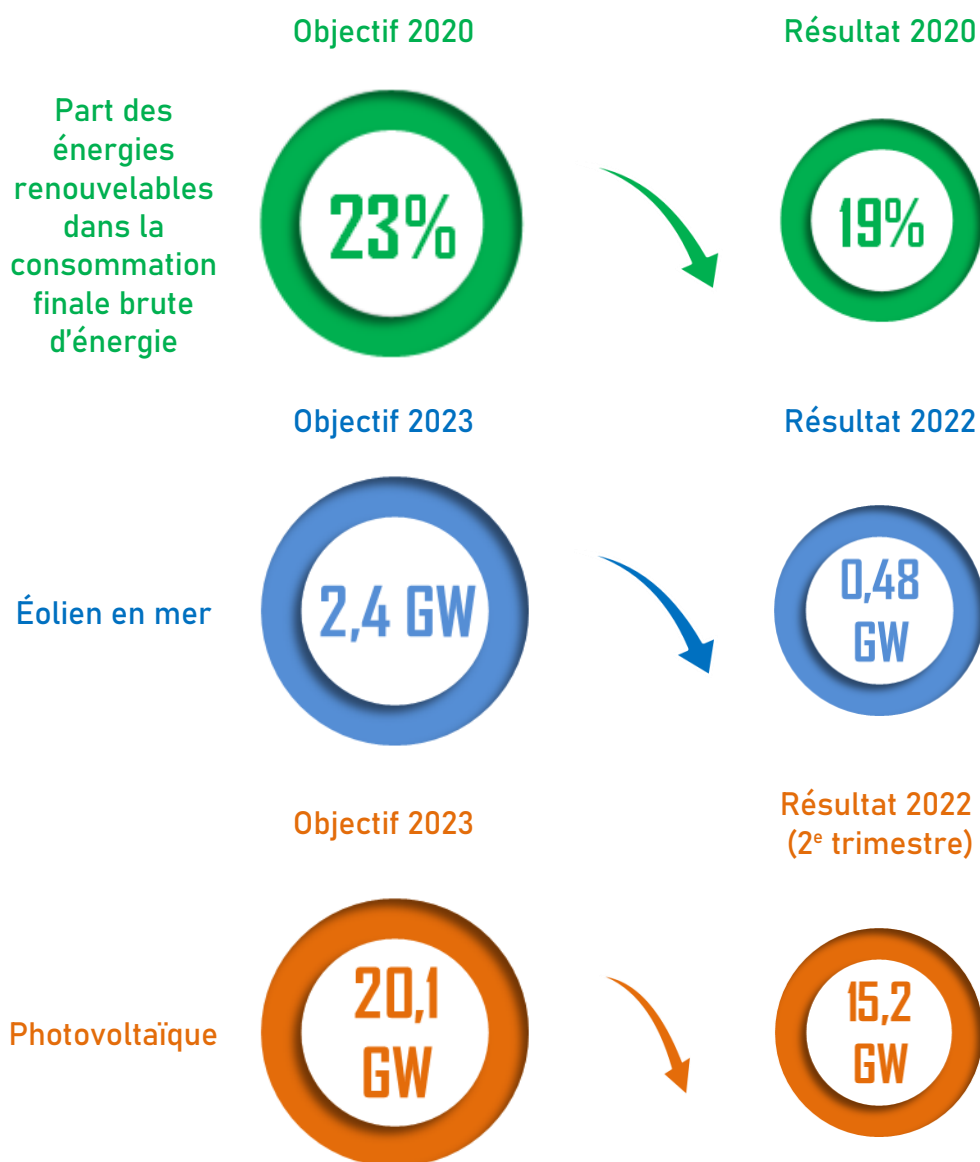 Objectif 2020
Résultat 2020
Part des
énergies
renouvelables
dans la
consommation
finale brute
d'énergie
23%
19%
Objectif 2023
Résultat 2022
Éolien en mer
2,4 GW
0,48
GW
Objectif 2023
Résultat 2022
(2e trimestre)
Photovoltaïque
20,1
GW
15,2
GW